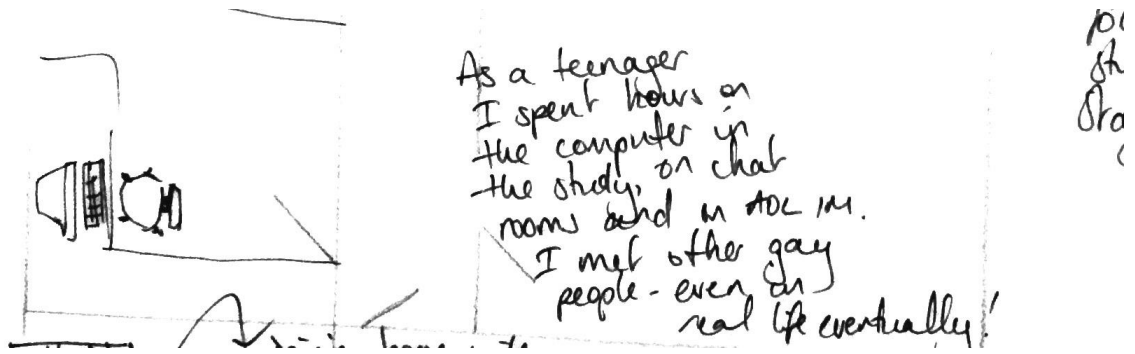 As a teenager
I spent hours on
the computer in
the study, on chat
rooms and in AOL IM.
I met other gay
people - even in
real life eventually!